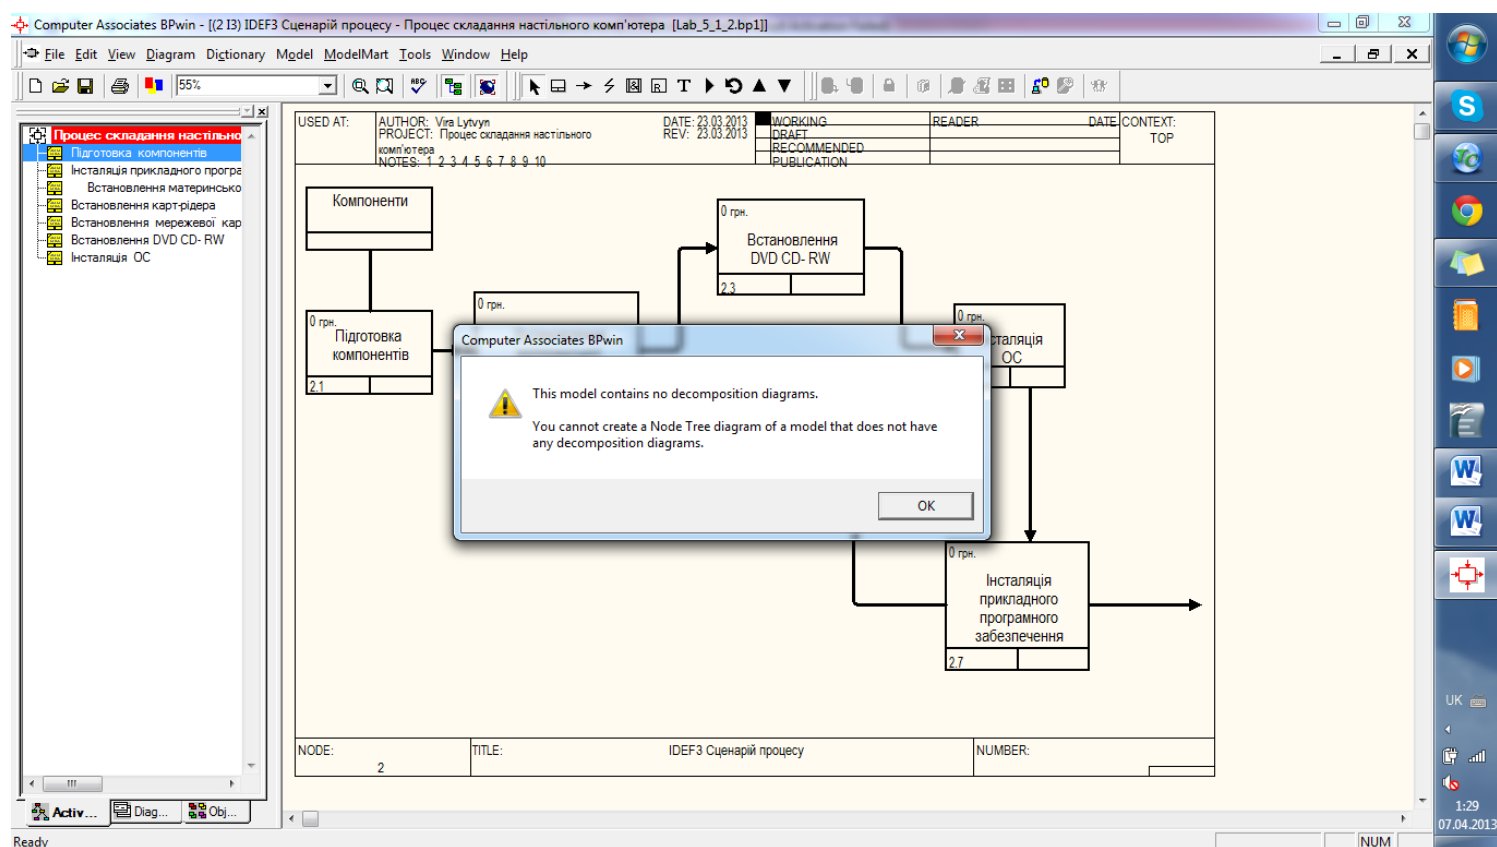 Computer Associates BPwin - [(2 I3) IDEF3 Сценарій процесу - Процес складання настільного комп'ютера [Lab_5_1_2.bp1]]
File Edit View Diagram Dictionary Model ModelMart Tools Window Help
55%
ABC
R
T
Процес складання настільно
Підготовка компонентів
Інсталяція прикладного програ
Встановлення материнсько
Встановлення карт-рідера
Встановлення мережевої кар
Встановлення DVD CD- RW
Інсталяція ОС
Activ...
Diag...
Obj...
USED AT:
AUTHOR: Vira Lytvyn
PROJECT: Процес складання настільного
комп'ютера
NOTES: 1 2 3 4 5 6 7 8 9 10
DATE: 23.03.2013
REV: 23.03.2013
WORKING
DRAFT
RECOMMENDED
PUBLICATION
READER
DATE
CONTEXT:
TOP
Компоненти
0 грн.
Підготовка
компонентів
2.1
0 грн.
0 грн.
Встановлення
DVD CD- RW
2.3
0 грн.
ОС
0 грн.
Інсталяція
прикладного
програмного
забезпечення
2.7
Computer Associates BPwin
This model contains no decomposition diagrams.
You cannot create a Node Tree diagram of a model that does not have
any decomposition diagrams.
OK
NODE:
2
TITLE:
IDEF3 Сценарій процесу
NUMBER:
Ready
NUM
UK
1:29
07.04.2013